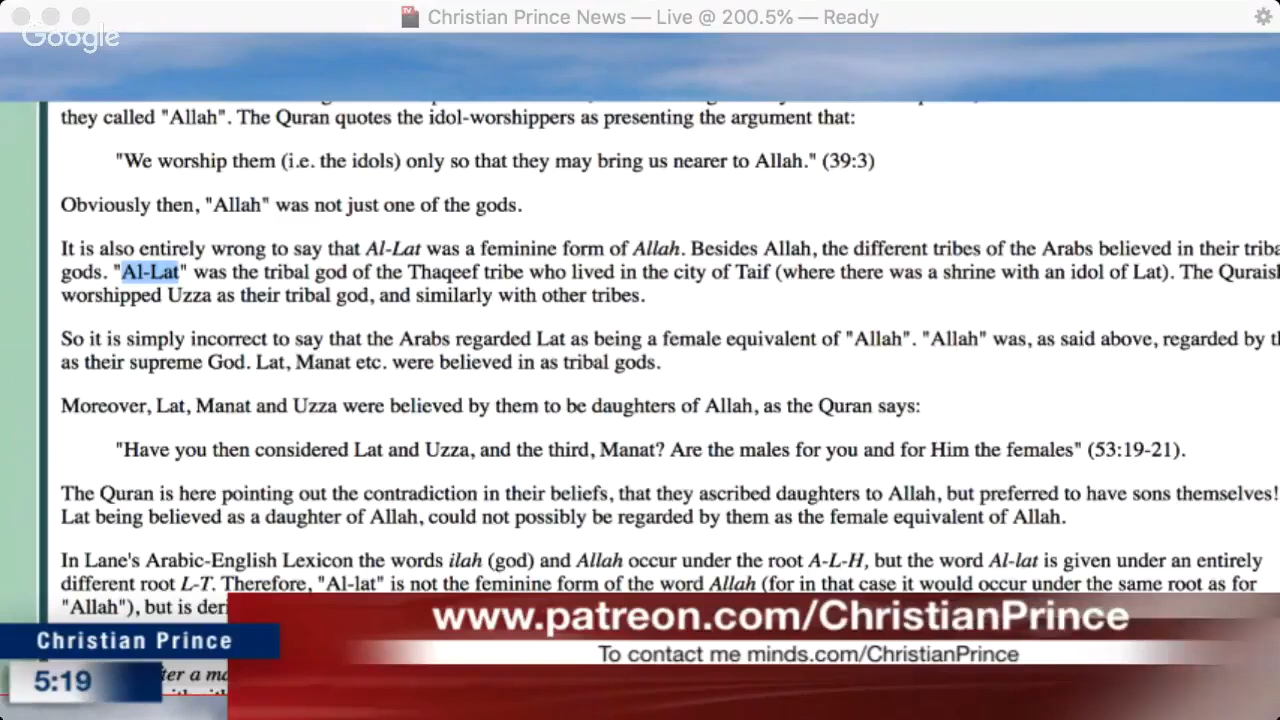 Christian Prince News — Live @ 200.5% — Ready
Google
they called "Allah". The Quran quotes the idol-worshippers as presenting the argument that:
"We worship them (i.e. the idols) only so that they may bring us nearer to Allah." (39:3)
Obviously then, "Allah" was not just one of the gods.
It is also entirely wrong to say that Al-Lat was a feminine form of Allah. Besides Allah, the different tribes of the Arabs believed in their triba
gods. "Al-Lat" was the tribal god of the Thaqeef tribe who lived in the city of Taif (where there was a shrine with an idol of Lat). The Quraish
worshipped Uzza as their tribal god, and similarly with other tribes.
So it is simply incorrect to say that the Arabs regarded Lat as being a female equivalent of "Allah". "Allah" was, as said above, regarded by th
as their supreme God. Lat, Manat etc. were believed in as tribal gods.
Moreover, Lat, Manat and Uzza were believed by them to be daughters of Allah, as the Quran says:
"Have you then considered Lat and Uzza, and the third, Manat? Are the males for you and for Him the females" (53:19-21).
The Quran is here pointing out the contradiction in their beliefs, that they ascribed daughters to Allah, but preferred to have sons themselves!
Lat being believed as a daughter of Allah, could not possibly be regarded by them as the female equivalent of Allah.
In Lane's Arabic-English Lexicon the words ilah (god) and Allah occur under the root A-L-H, but the word Al-lat is given under an entirely
different root L-T. Therefore, "Al-lat" is not the feminine form of the word Allah (for in that case it would occur under the same root as for
"Allah"), but is deri
www.patreon.com/ChristianPrince
Christian Prince
To contact me minds.com/ChristianPrince
5:19
ter a ma